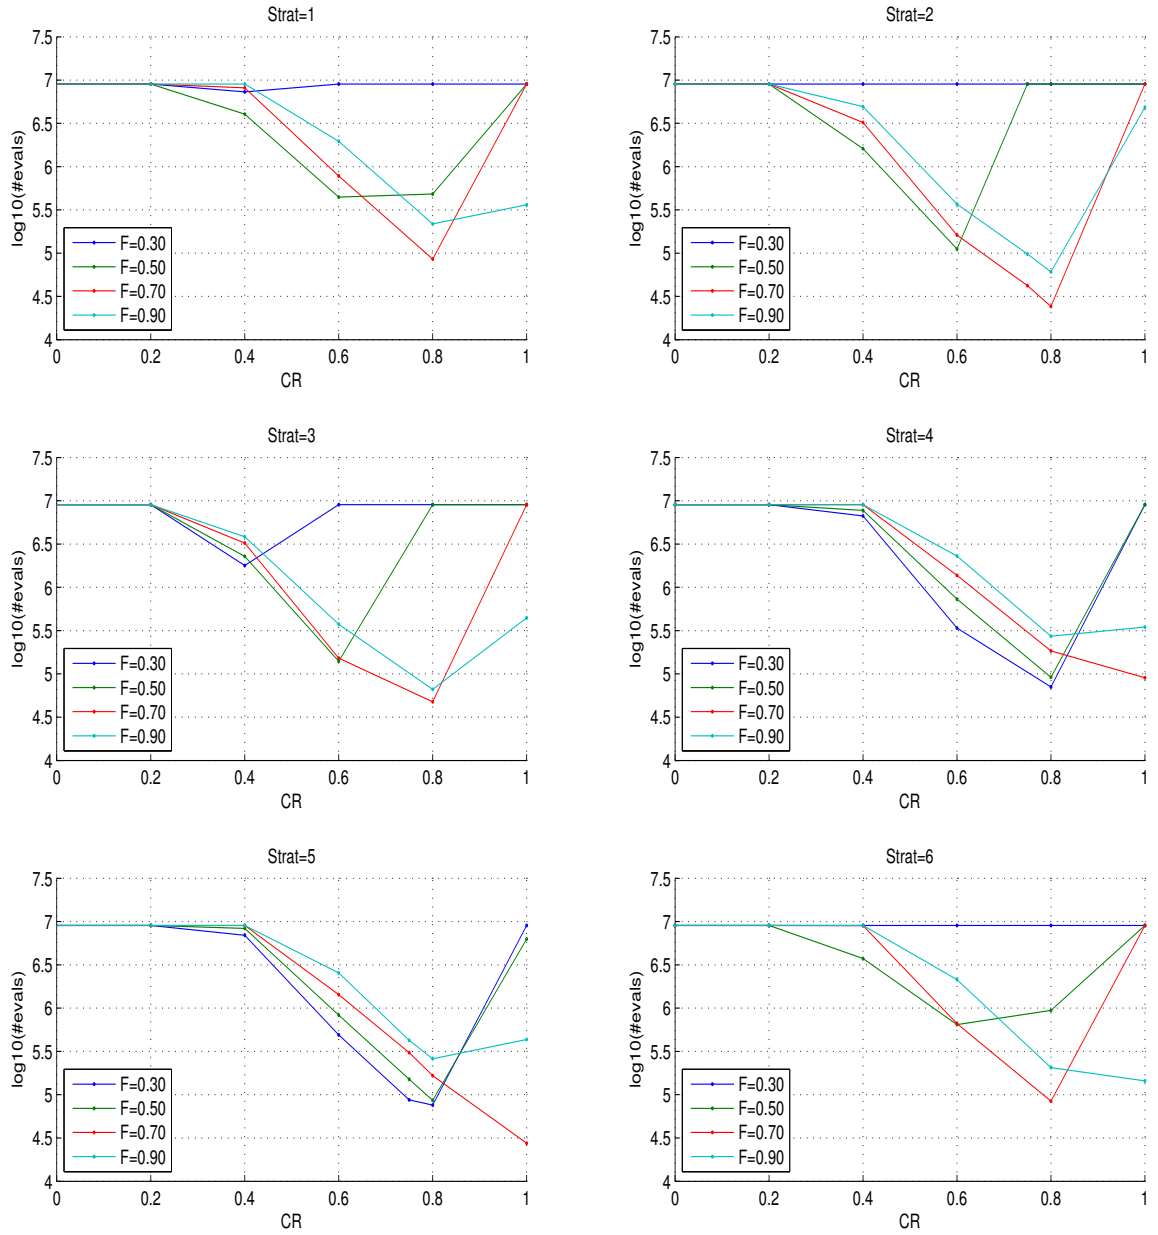 Strat=1
7.5
7
6.5
6
5.5
5
4.5
4
log10(#evals)
F=0.30
F=0.50
F=0.70
F=0.90
0 0.2 0.4 0.6 0.8 1
CR
Strat=2
7.5
7
6.5
6
5.5
5
4.5
4
log10(#evals)
F=0.30
F=0.50
F=0.70
F=0.90
0 0.2 0.4 0.6 0.8 1
CR
Strat=3
7.5
7
6.5
6
5.5
5
4.5
4
log10(#evals)
F=0.30
F=0.50
F=0.70
F=0.90
0 0.2 0.4 0.6 0.8 1
CR
Strat=4
7.5
7
6.5
6
5.5
5
4.5
4
log10(#evals)
F=0.30
F=0.50
F=0.70
F=0.90
0 0.2 0.4 0.6 0.8 1
CR
Strat=5
7.5
7
6.5
6
5.5
5
4.5
4
log10(#evals)
F=0.30
F=0.50
F=0.70
F=0.90
0 0.2 0.4 0.6 0.8 1
CR
Strat=6
7.5
7
6.5
6
5.5
5
4.5
4
log10(#evals)
F=0.30
F=0.50
F=0.70
F=0.90
0 0.2 0.4 0.6 0.8 1
CR